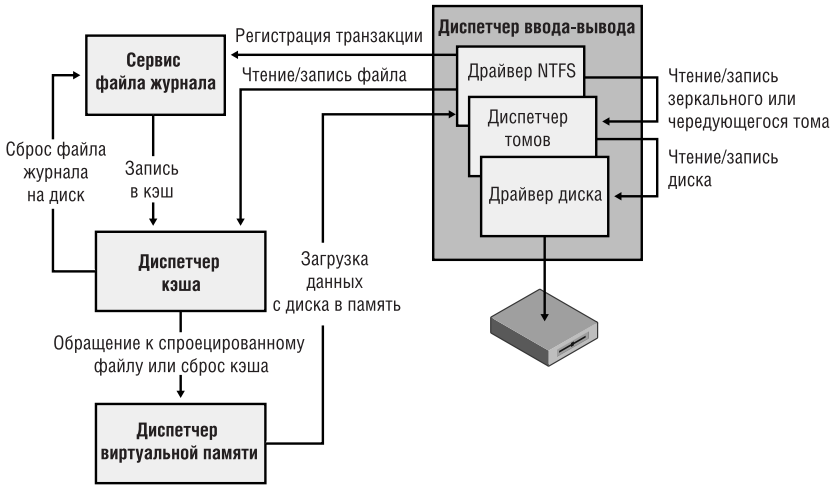 Диспетчер ввода-вывода
Регистрация транзакции
Сервис
файла журнала
Драйвер NTFS
Чтение/запись файла
Чтение/запись
зеркального или
чередующегося тома
Диспетчер
томов
Сброс файла
журнала
на диск
Запись
в кэш
Чтение/запись
диска
Драйвер диска
Диспетчер
кэша
Загрузка
данных
с диска в память
Обращение к спроецированному
файлу или сброс кэша
Диспетчер
виртуальной памяти